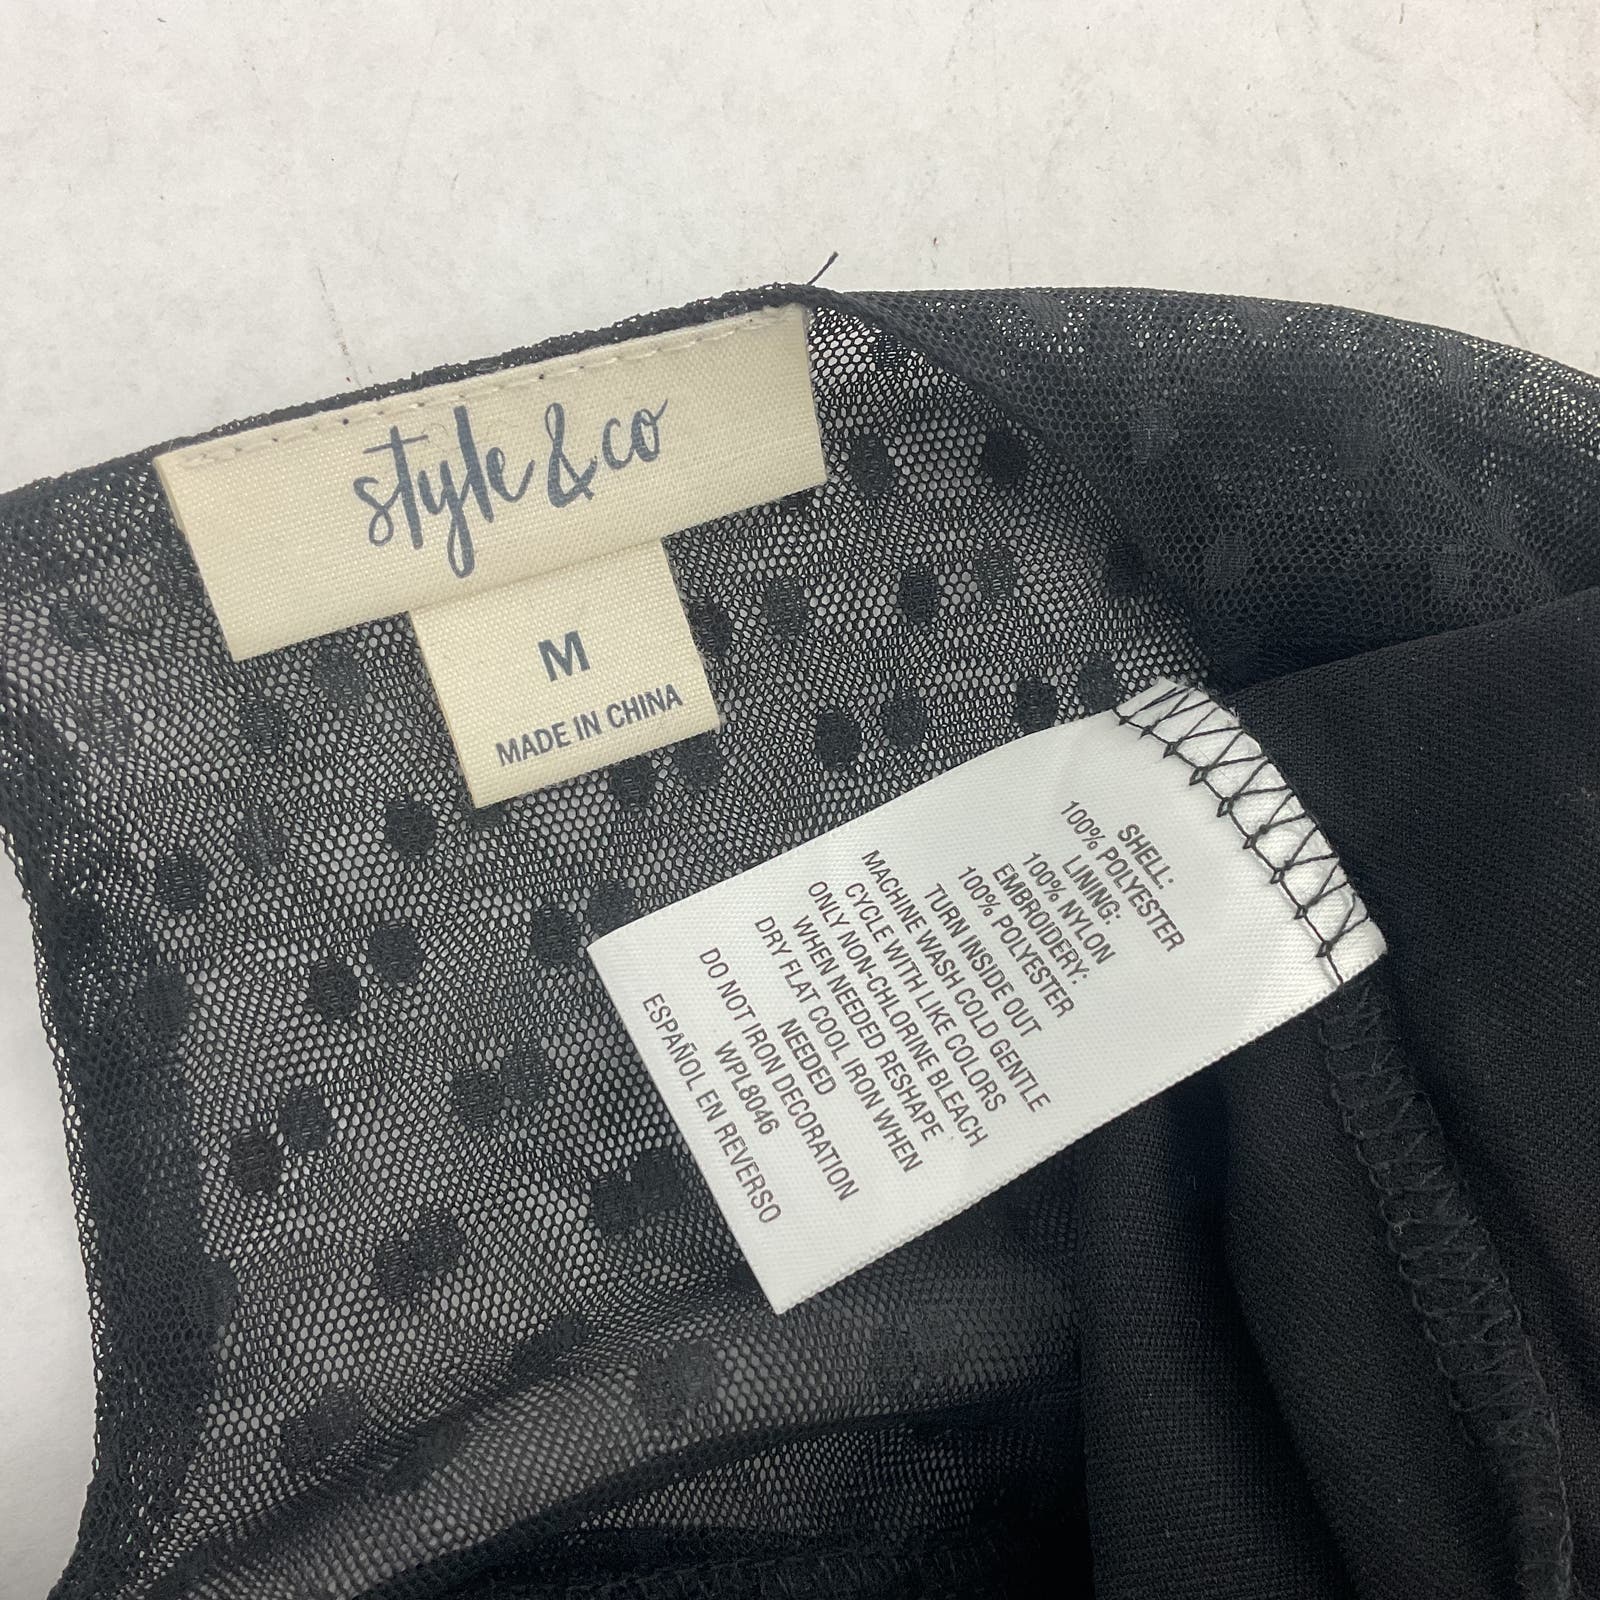 style & co
M
MADE IN CHINA
SHELL:
100% POLYESTER
LINING:
100% NYLON
EMBROIDERY:
100% POLYESTER
TURN INSIDE OUT
MACHINE WASH COLD GENTLE
CYCLE WITH LIKE COLORS
ONLY NON-CHLORINE BLEACH
WHEN NEEDED RESHAPE
DRY FLAT COOL IRON WHEN
NEEDED
DO NOT IRON DECORATION
WPL8046
ESPAÑOL EN REVERSO